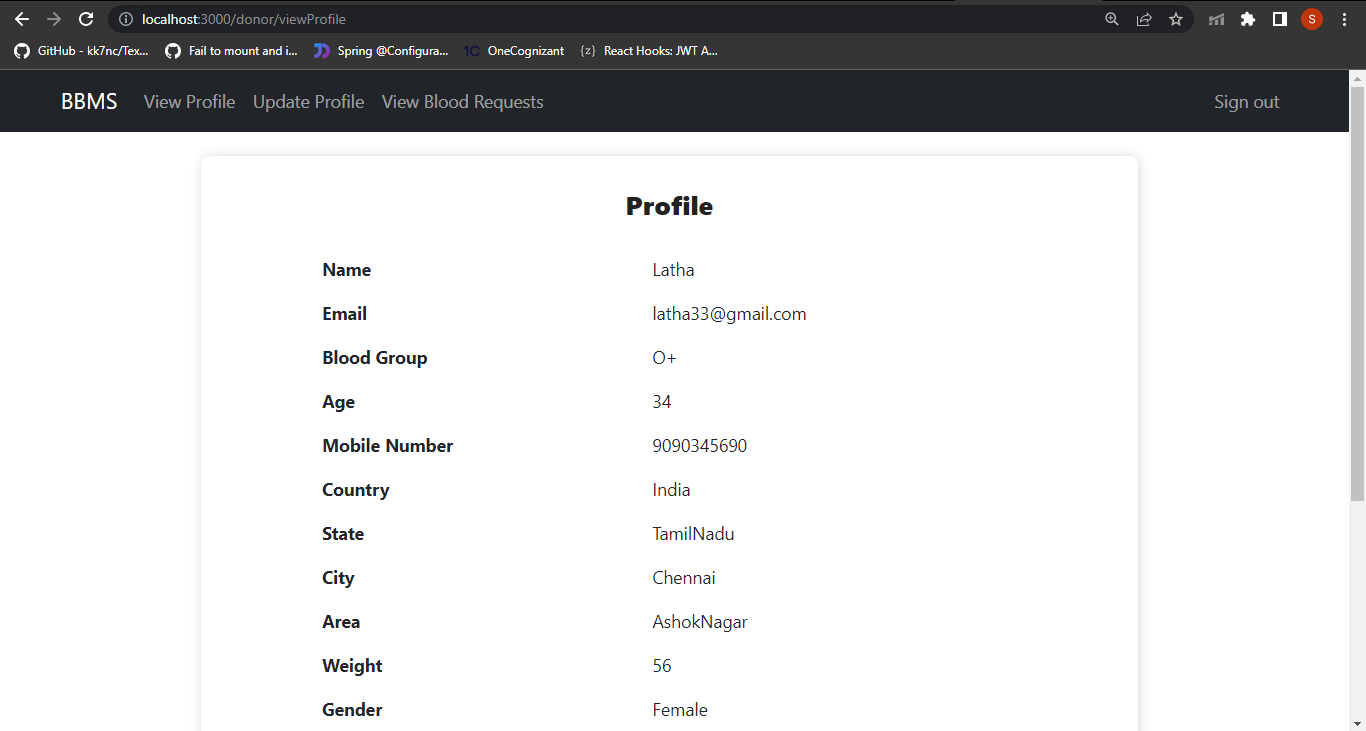 localhost:3000/donor/viewProfile S
GitHub - kk7nc/Tex... Fail to mount and i... Spring @Configura... 1C OneCognizant {z} React Hooks: JWT A...
BBMS View Profile Update Profile View Blood Requests Sign out
Profile
Name Latha
Email latha33@gmail.com
Blood Group O+
Age 34
Mobile Number 9090345690
Country India
State TamilNadu
City Chennai
Area AshokNagar
Weight 56
Gender Female